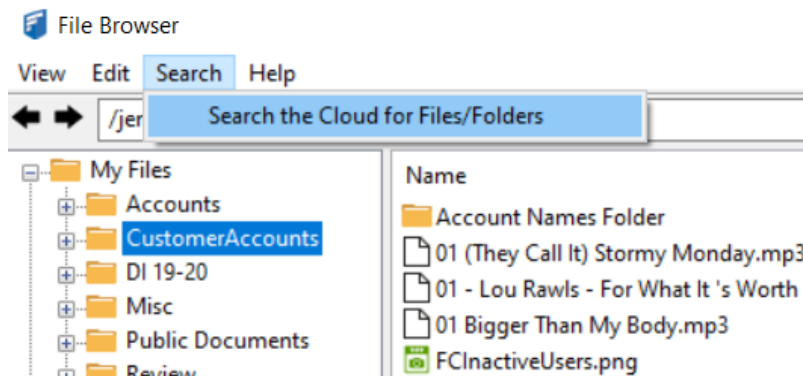 File Browser
View Edit Search Help
/jer Search the Cloud for Files/Folders
My Files
Accounts
CustomerAccounts
DI 19-20
Misc
Public Documents
Review
Name
Account Names Folder
01 (They Call It) Stormy Monday.mp3
01 - Lou Rawls - For What It 's Worth
01 Bigger Than My Body.mp3
FCInactiveUsers.png